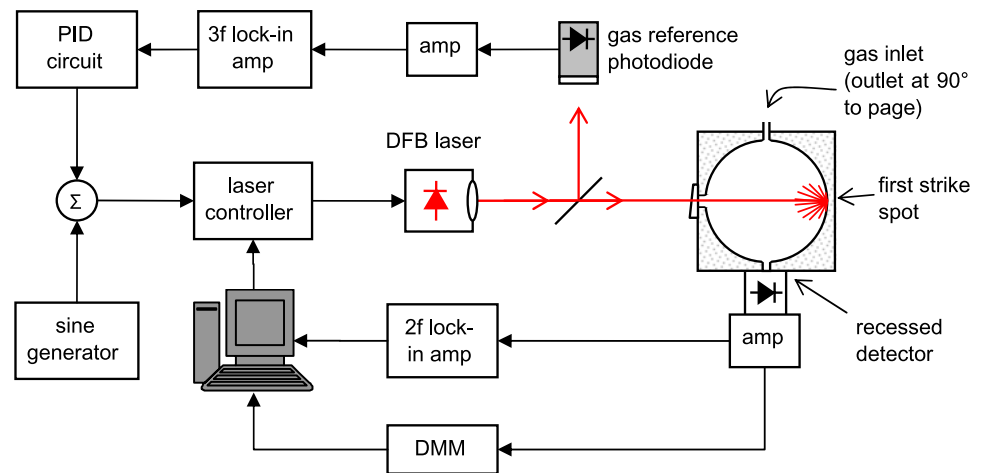 PID
circuit
3f lock-in
amp
amp
gas reference
photodiode
gas inlet
(outlet at 90°
to page)
DFB laser
Σ
laser
controller
first strike
spot
sine
generator
2f lock-
in amp
amp
recessed
detector
DMM